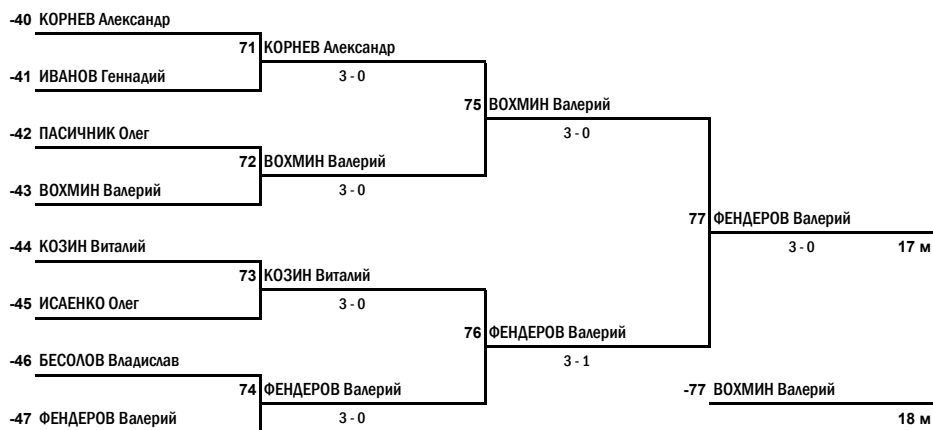 -40 КОРНЕВ Александр
71 КОРНЕВ Александр
-41 ИВАНОВ Геннадий
3 - 0
75 ВОХМИН Валерий
-42 ПАСИЧНИК Олег
3 - 0
72 ВОХМИН Валерий
-43 ВОХМИН Валерий
3 - 0
77 ФЕНДЕРОВ Валерий
-44 КОЗИН Виталий
3 - 0 17 м
73 КОЗИН Виталий
-45 ИСАЕНКО Олег
3 - 0
76 ФЕНДЕРОВ Валерий
-46 БЕСОЛОВ Владислав
3 - 1
74 ФЕНДЕРОВ Валерий
-77 ВОХМИН Валерий
-47 ФЕНДЕРОВ Валерий
3 - 0
18 м